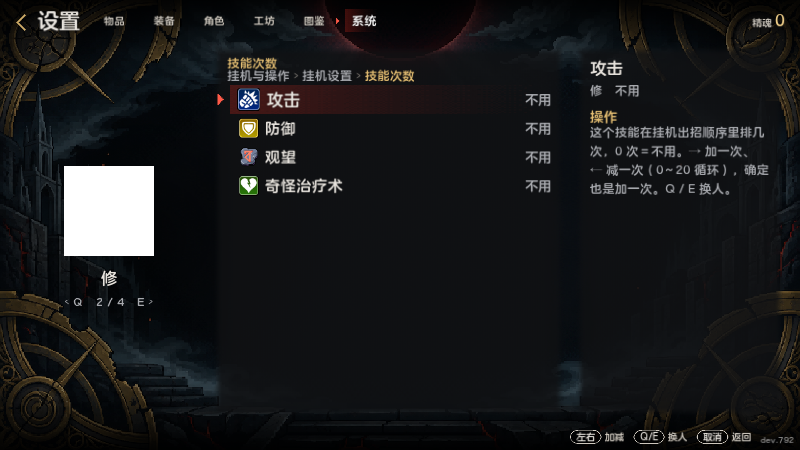 设置
物品
装备
角色
工坊
图鉴
系统
精魂 0
技能次数
挂机与操作 > 挂机设置 > 技能次数
攻击 不用
防御 不用
观望 不用
奇怪治疗术 不用
修
< Q 2 / 4 E >
攻击
修 不用
操作
这个技能在挂机出招顺序里排几
次，0 次＝不用。→ 加一次、
← 减一次（0~20 循环），确定
也是加一次。Q / E 换人。
左右 加减 Q/E 换人 取消 返回
dev.792